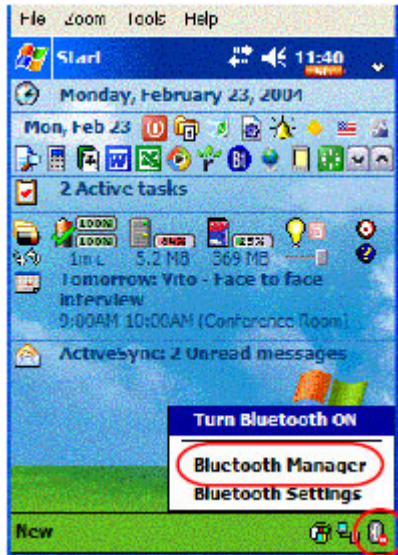 File Zoom Tools Help
Start 11:40
Monday, February 23, 2004
Mon, Feb 23
2 Active tasks
100%
100%
5.2 MB 369 MB
Tomorrow: Vito - Face to face
interview
9:00AM-10:00AM (Conference Room)
ActiveSync: 2 Unread messages
Turn Bluetooth ON
Bluetooth Manager
Bluetooth Settings
New